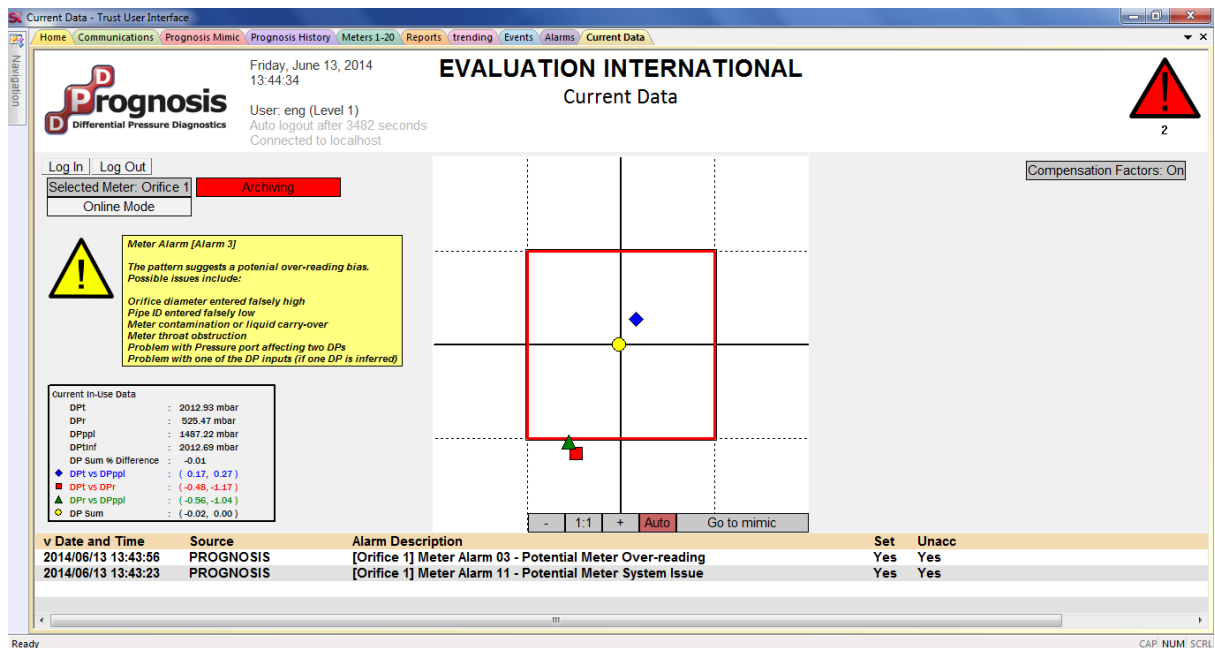 Current Data - Trust User Interface
Navigation
Home Communications Prognosis Mimic Prognosis History Meters 1-20 Reports trending Events Alarms Current Data
D
Prognosis
D Differential Pressure Diagnostics
Friday, June 13, 2014
13:44:34
User: eng (Level 1)
Auto logout after 3482 seconds
Connected to localhost
EVALUATION INTERNATIONAL
Current Data
!
2
Log In Log Out
Selected Meter: Orifice 1 Archiving
Online Mode
Compensation Factors: On
!
Meter Alarm [Alarm 3]
The pattern suggests a potenial over-reading bias.
Possible issues include:
Orifice diameter entered falsely high
Pipe ID entered falsely low
Meter contamination or liquid carry-over
Meter throat obstruction
Problem with Pressure port affecting two DPs
Problem with one of the DP inputs (if one DP is inferred)
Current In-Use Data
DPt : 2012.93 mbar
DPr : 525.47 mbar
DPppl : 1487.22 mbar
DPtInf : 2012.69 mbar
DP Sum % Difference : -0.01
DPt vs DPppl : ( 0.17, 0.27 )
DPt vs DPr : ( -0.48, -1.17 )
DPr vs DPppl : ( -0.56, -1.04 )
DP Sum : ( -0.02, 0.00 )
- 1:1 + Auto Go to mimic
v Date and Time Source Alarm Description Set Unacc
2014/06/13 13:43:56 PROGNOSIS [Orifice 1] Meter Alarm 03 - Potential Meter Over-reading Yes Yes
2014/06/13 13:43:23 PROGNOSIS [Orifice 1] Meter Alarm 11 - Potential Meter System Issue Yes Yes
Ready CAP NUM SCRL